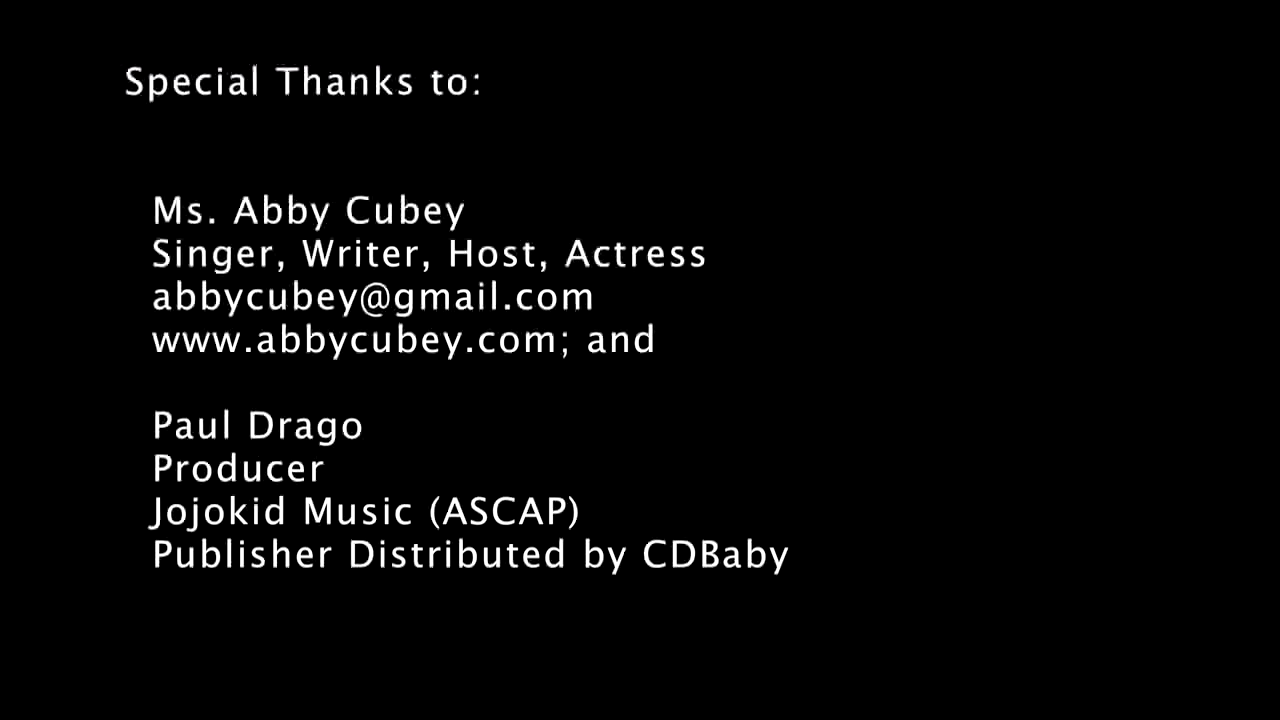 Special Thanks to:
Ms. Abby Cubey
Singer, Writer, Host, Actress
abbycubey@gmail.com
www.abbycubey.com; and
Paul Drago
Producer
Jojokid Music (ASCAP)
Publisher Distributed by CDBaby